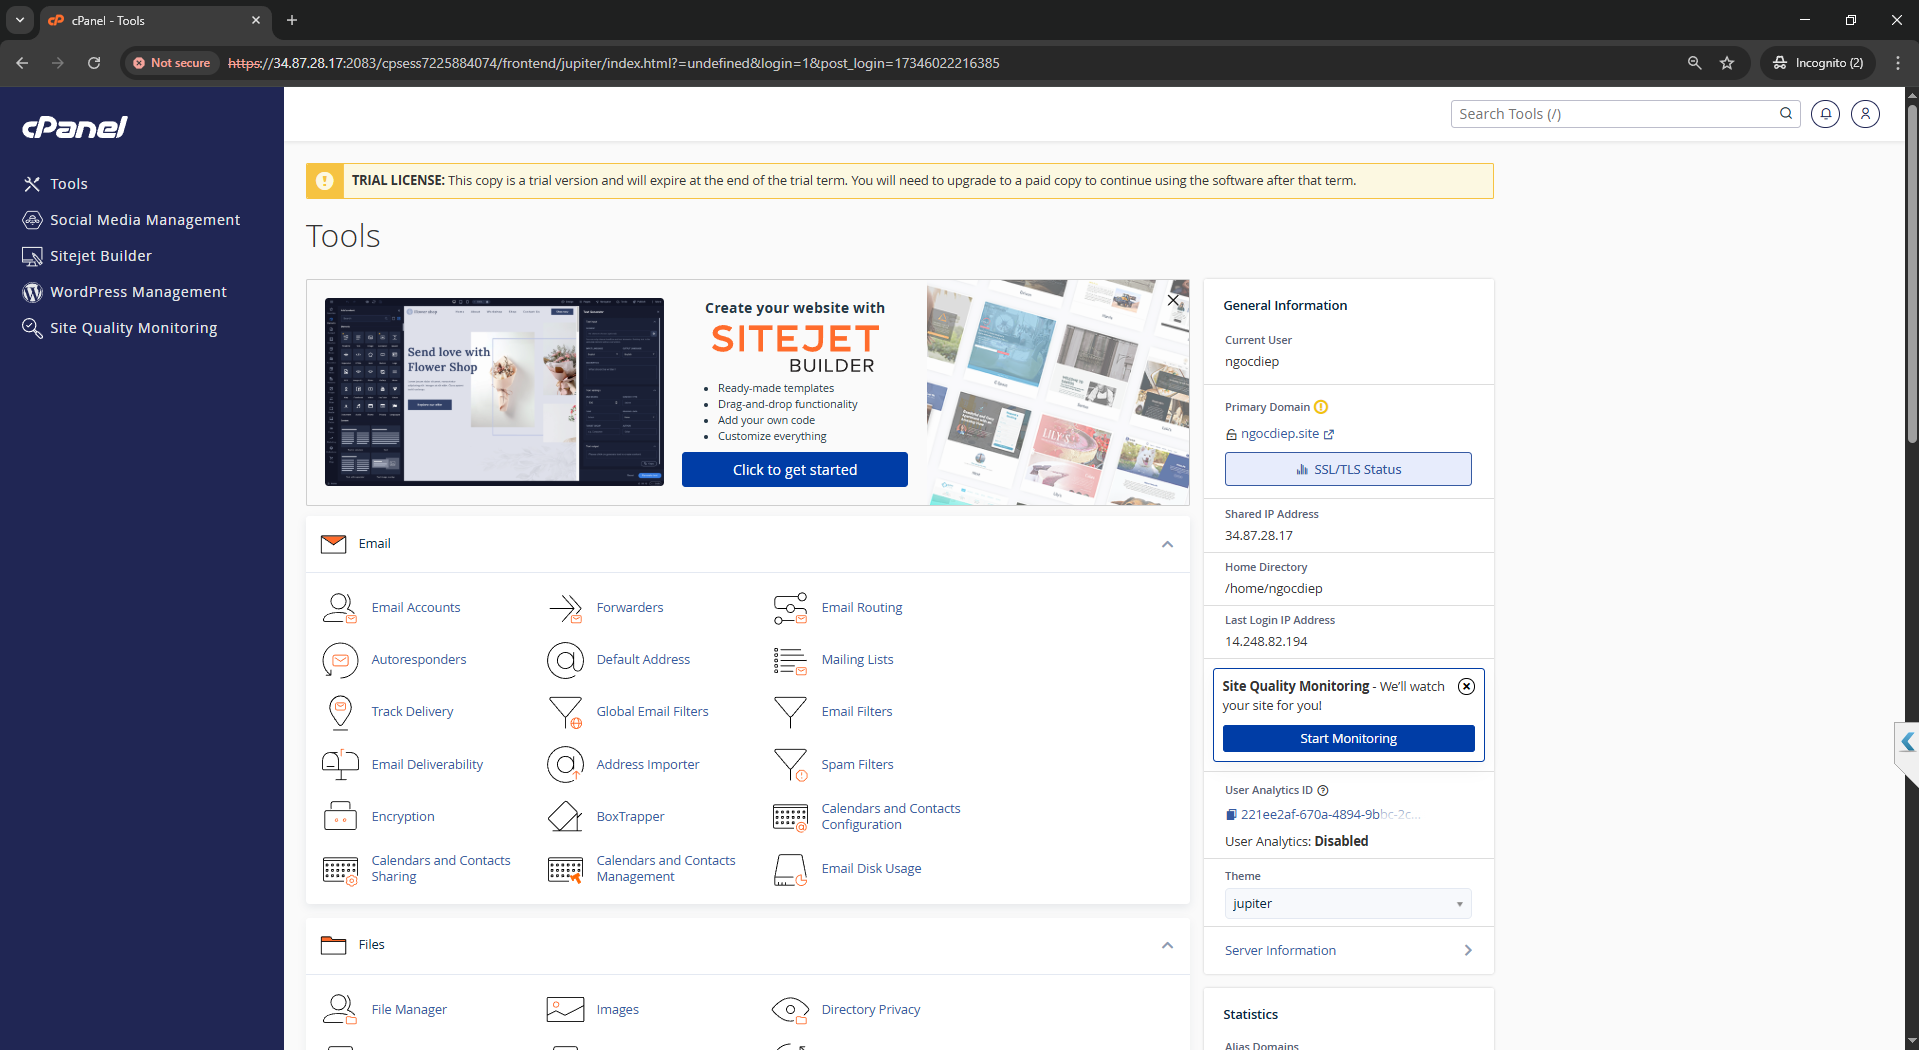 cPanel - Tools
Not secure
https://34.87.28.17:2083/cpsess7225884074/frontend/jupiter/index.html?=undefined&login=1&post_login=17346022216385
Incognito (2)
cPanel
Tools
Social Media Management
Sitejet Builder
WordPress Management
Site Quality Monitoring
Search Tools (/)
TRIAL LICENSE: This copy is a trial version and will expire at the end of the trial term. You will need to upgrade to a paid copy to continue using the software after that term.
Tools
Send love with
Flower Shop
Create your website with
SITEJET
BUILDER
Ready-made templates
Drag-and-drop functionality
Add your own code
Customize everything
Click to get started
LILY'S
Email
Email Accounts
Forwarders
Email Routing
Autoresponders
Default Address
Mailing Lists
Track Delivery
Global Email Filters
Email Filters
Email Deliverability
Address Importer
Spam Filters
Encryption
BoxTrapper
Calendars and Contacts
Configuration
Calendars and Contacts
Sharing
Calendars and Contacts
Management
Email Disk Usage
Files
File Manager
Images
Directory Privacy
General Information
Current User
ngocdiep
Primary Domain
ngocdiep.site
SSL/TLS Status
Shared IP Address
34.87.28.17
Home Directory
/home/ngocdiep
Last Login IP Address
14.248.82.194
Site Quality Monitoring - We'll watch
your site for you!
Start Monitoring
User Analytics ID
221ee2af-670a-4894-9bbc-2c...
User Analytics: Disabled
Theme
jupiter
Server Information
Statistics
Alias Domains